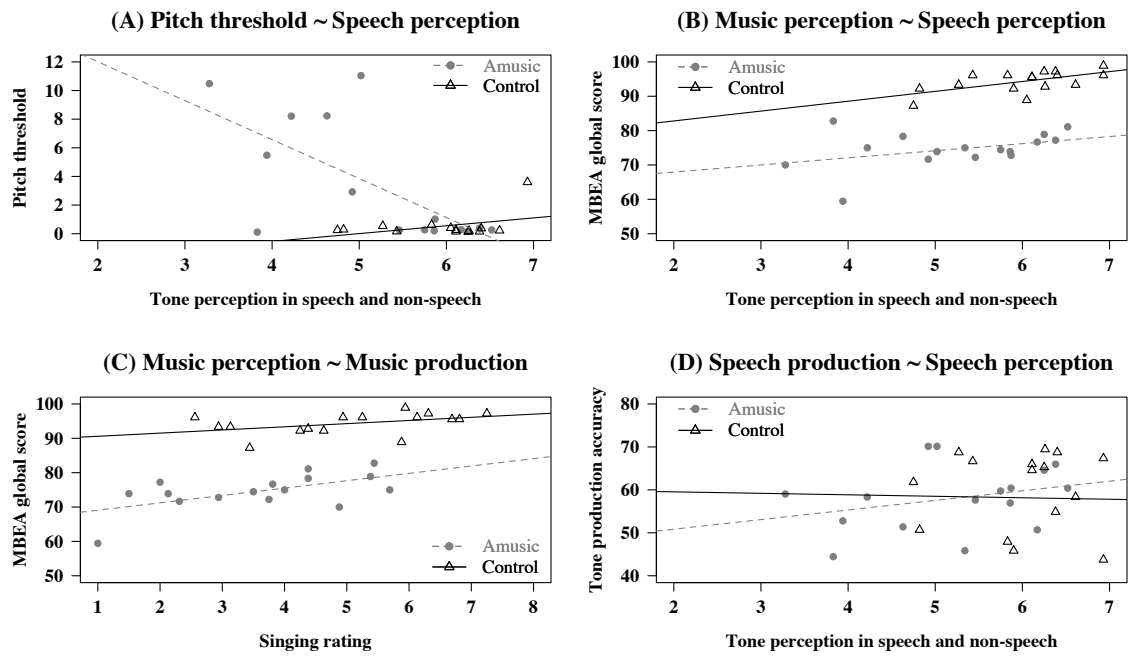 (A) Pitch threshold ~ Speech perception
Pitch threshold
12
10
8
6
4
2
0
Amusic
Control
2 3 4 5 6 7
Tone perception in speech and non-speech
(B) Music perception ~ Speech perception
MBEA global score
100
90
80
70
60
50
Amusic
Control
2 3 4 5 6 7
Tone perception in speech and non-speech
(C) Music perception ~ Music production
MBEA global score
100
90
80
70
60
50
Amusic
Control
1 2 3 4 5 6 7 8
Singing rating
(D) Speech production ~ Speech perception
Tone production accuracy
80
70
60
50
40
Amusic
Control
2 3 4 5 6 7
Tone perception in speech and non-speech